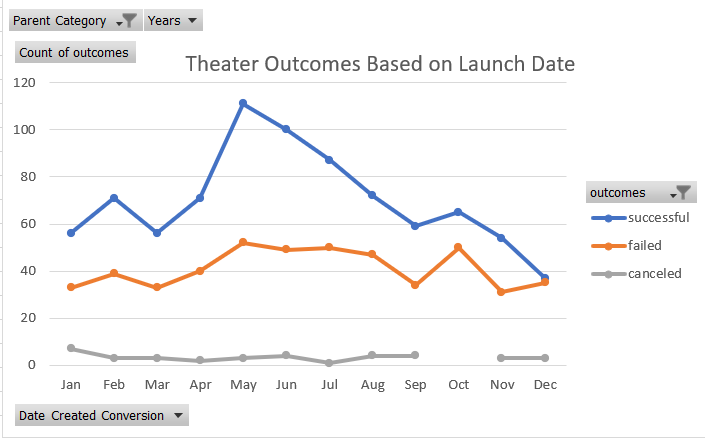 Parent Category Years
Count of outcomes
Theater Outcomes Based on Launch Date
120
100
80
60
40
20
0
Jan Feb Mar Apr May Jun Jul Aug Sep Oct Nov Dec
outcomes
successful
failed
canceled
Date Created Conversion